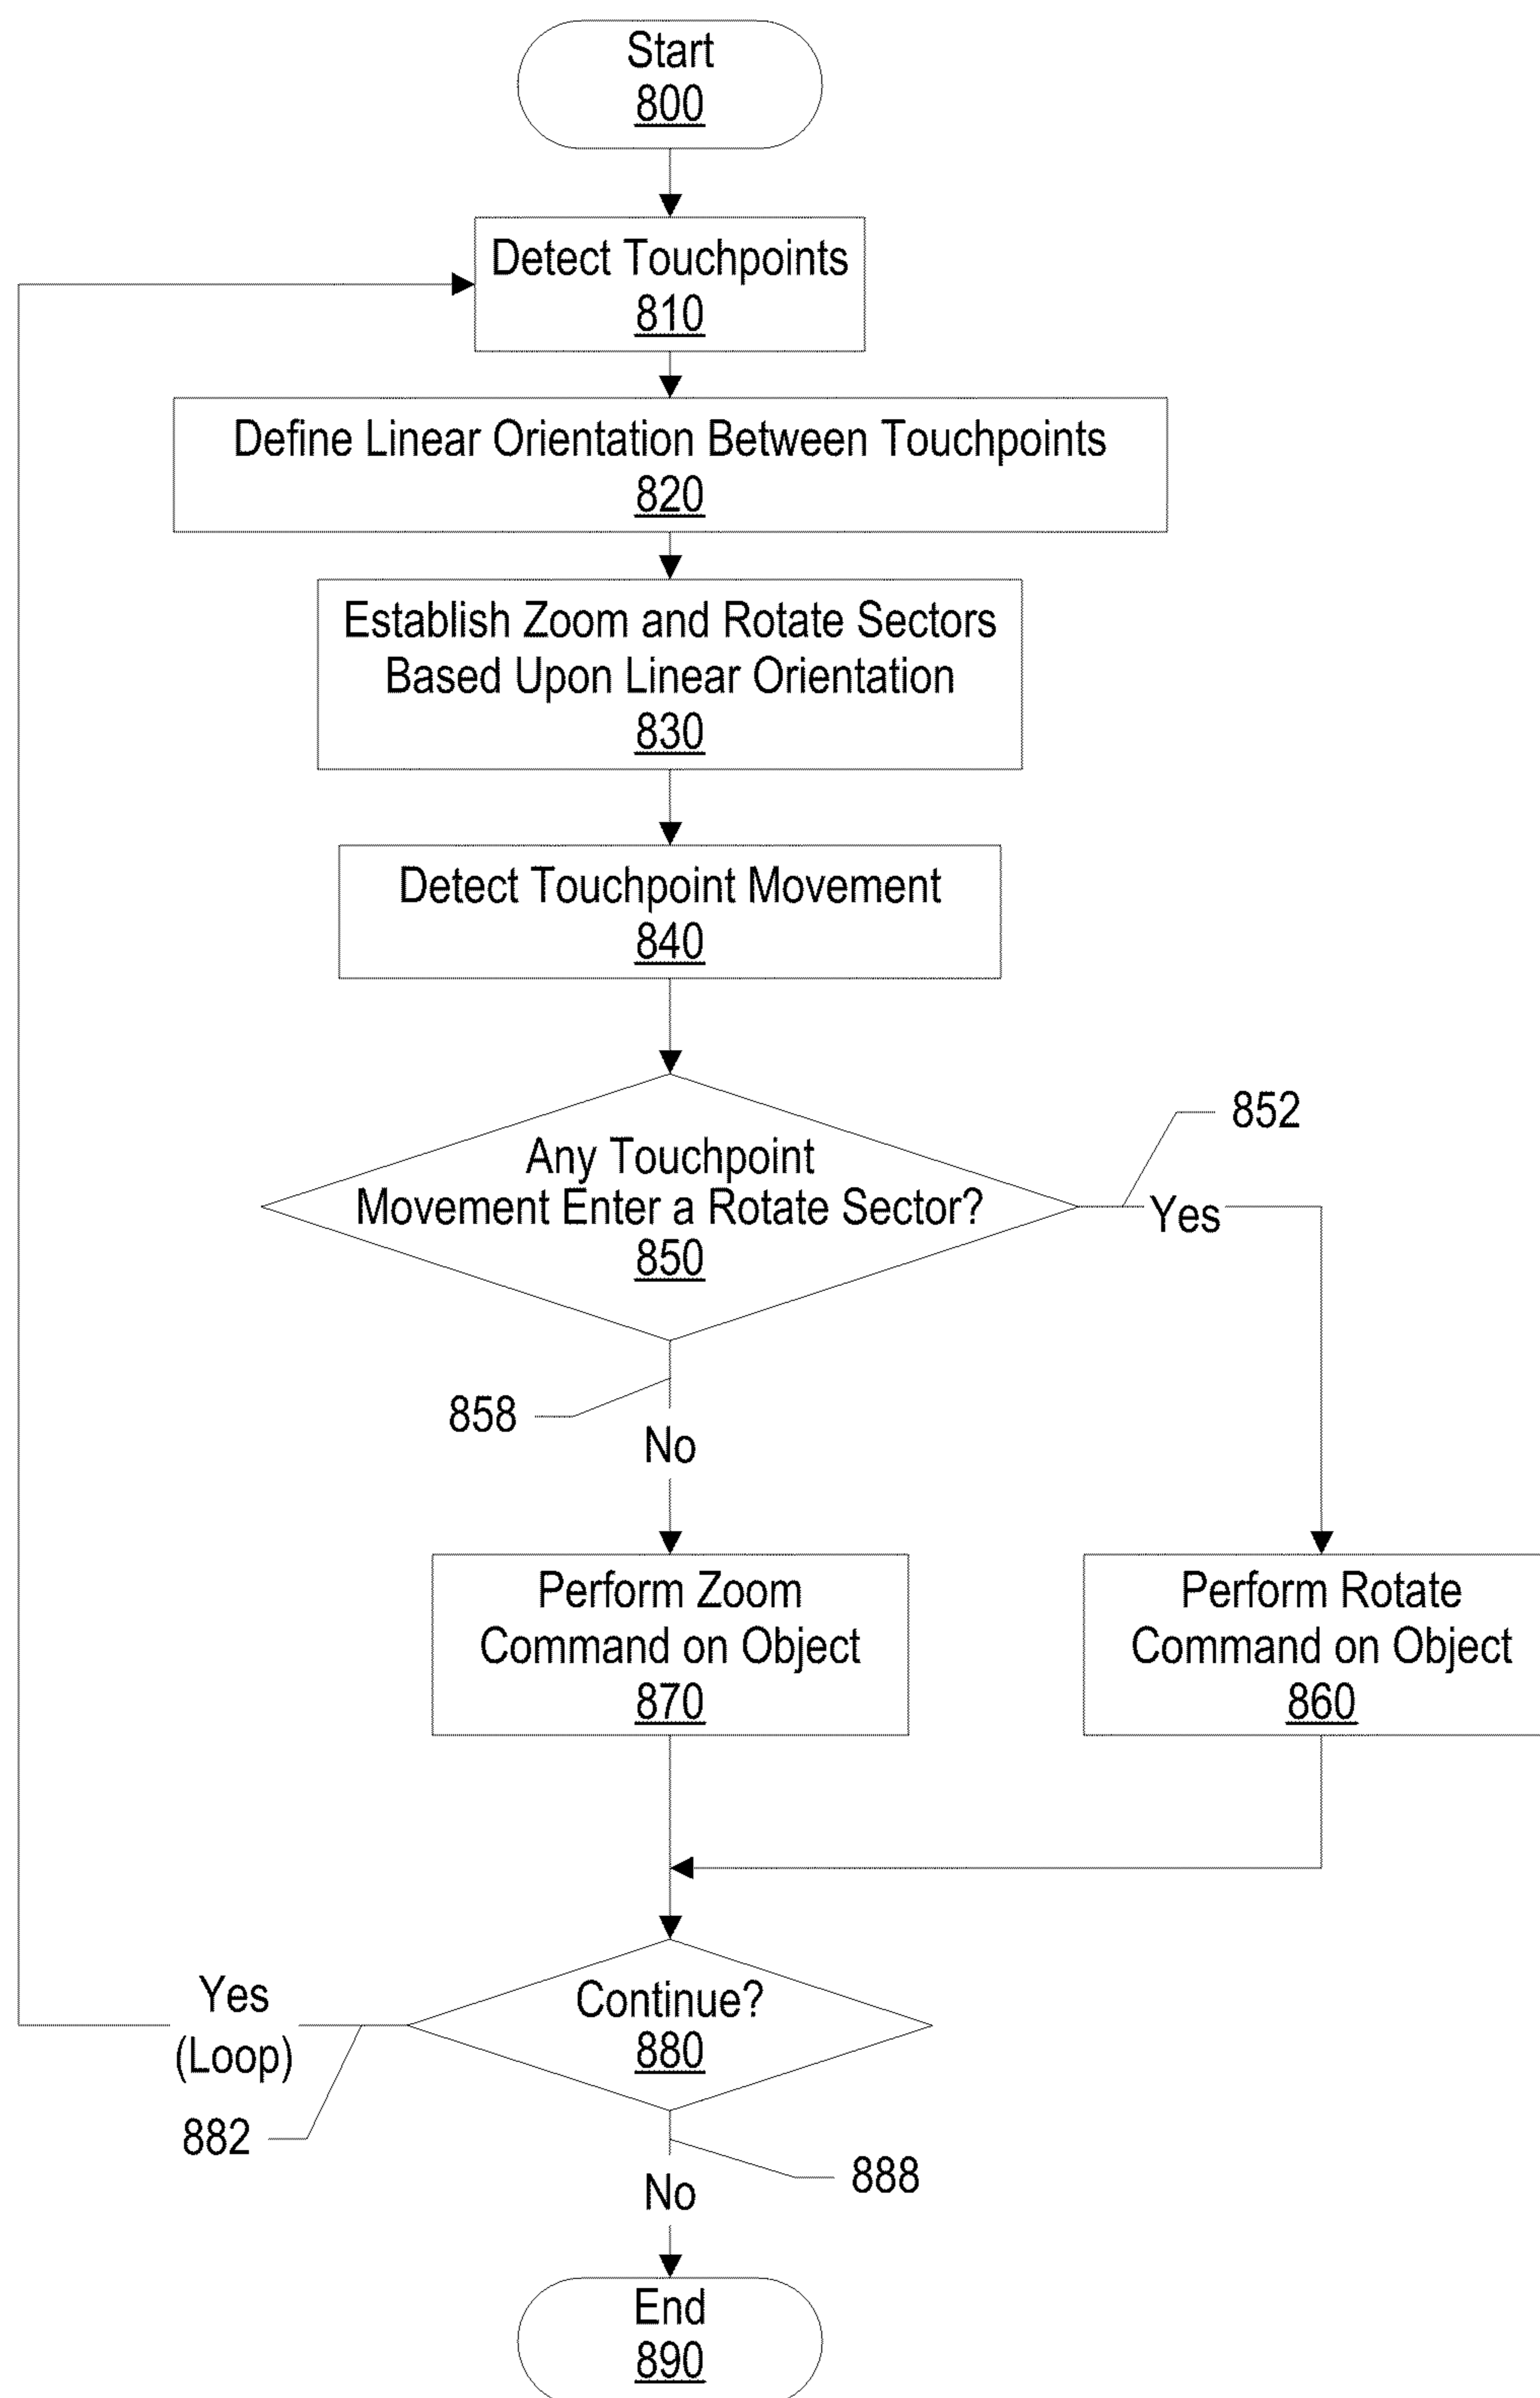 Start
800
Detect Touchpoints
810
Define Linear Orientation Between Touchpoints
820
Establish Zoom and Rotate Sectors
Based Upon Linear Orientation
830
Detect Touchpoint Movement
840
Any Touchpoint
Movement Enter a Rotate Sector?
850
852
Yes
858
No
Perform Zoom
Command on Object
870
Perform Rotate
Command on Object
860
Continue?
880
Yes
(Loop)
882
888
No
End
890